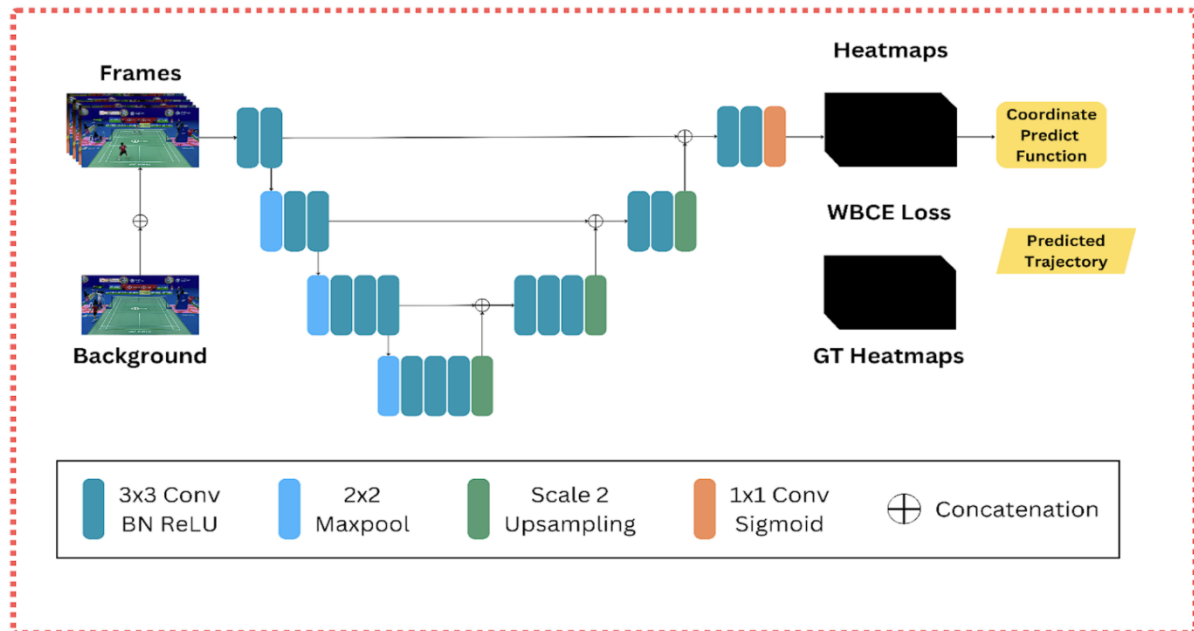 Frames
Heatmaps
Coordinate
Predict
Function
WBCE Loss
Predicted
Trajectory
Background
GT Heatmaps
3x3 Conv
BN ReLU
2x2
Maxpool
Scale 2
Upsampling
1x1 Conv
Sigmoid
Concatenation